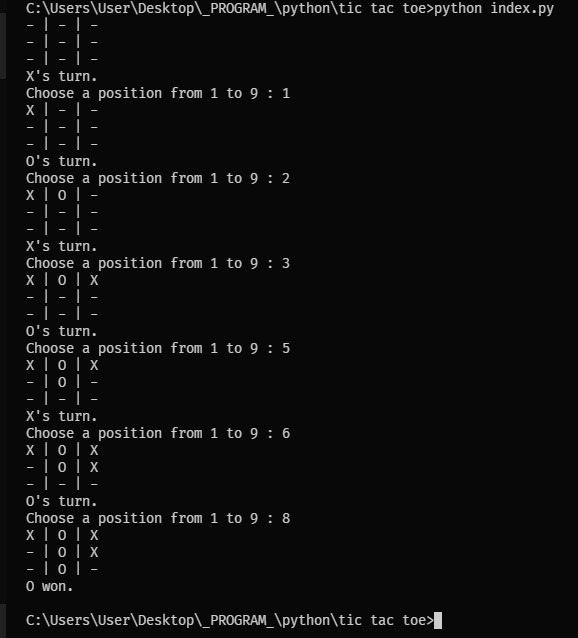 C:\Users\User\Desktop\_PROGRAM_\python\tic tac toe>python index.py
- | - | -
- | - | -
- | - | -
X's turn.
Choose a position from 1 to 9 : 1
X | - | -
- | - | -
- | - | -
O's turn.
Choose a position from 1 to 9 : 2
X | O | -
- | - | -
- | - | -
X's turn.
Choose a position from 1 to 9 : 3
X | O | X
- | - | -
- | - | -
O's turn.
Choose a position from 1 to 9 : 5
X | O | X
- | O | -
- | - | -
X's turn.
Choose a position from 1 to 9 : 6
X | O | X
- | O | X
- | - | -
O's turn.
Choose a position from 1 to 9 : 8
X | O | X
- | O | X
- | O | -
O won.
C:\Users\User\Desktop\_PROGRAM_\python\tic tac toe>